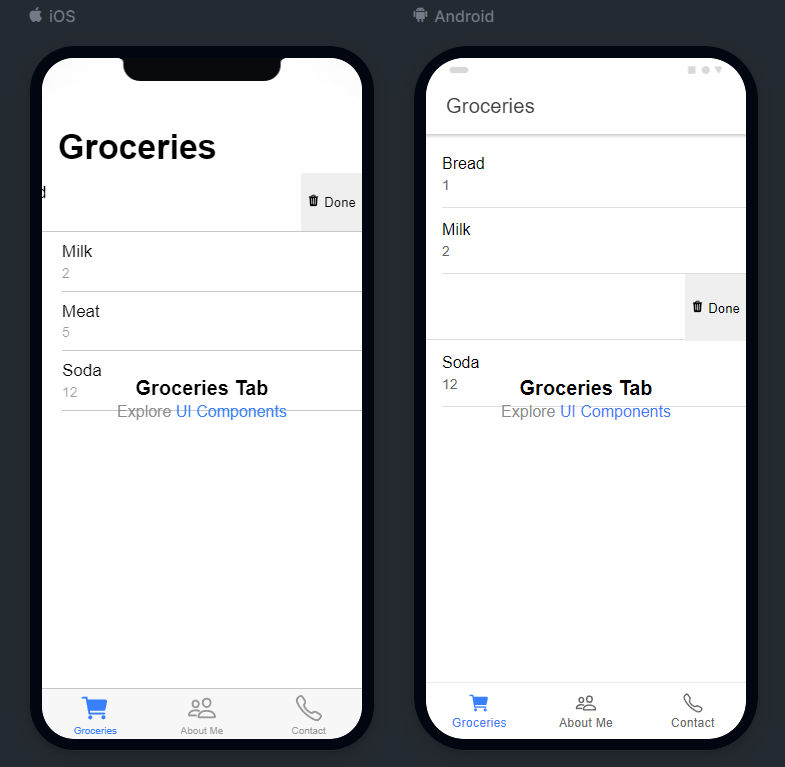 iOS
Groceries
d
Done
Milk
2
Meat
5
Soda
12
Groceries Tab
Explore UI Components
Groceries
About Me
Contact
Android
Groceries
Bread
1
Milk
2
Done
Soda
12
Groceries Tab
Explore UI Components
Groceries
About Me
Contact